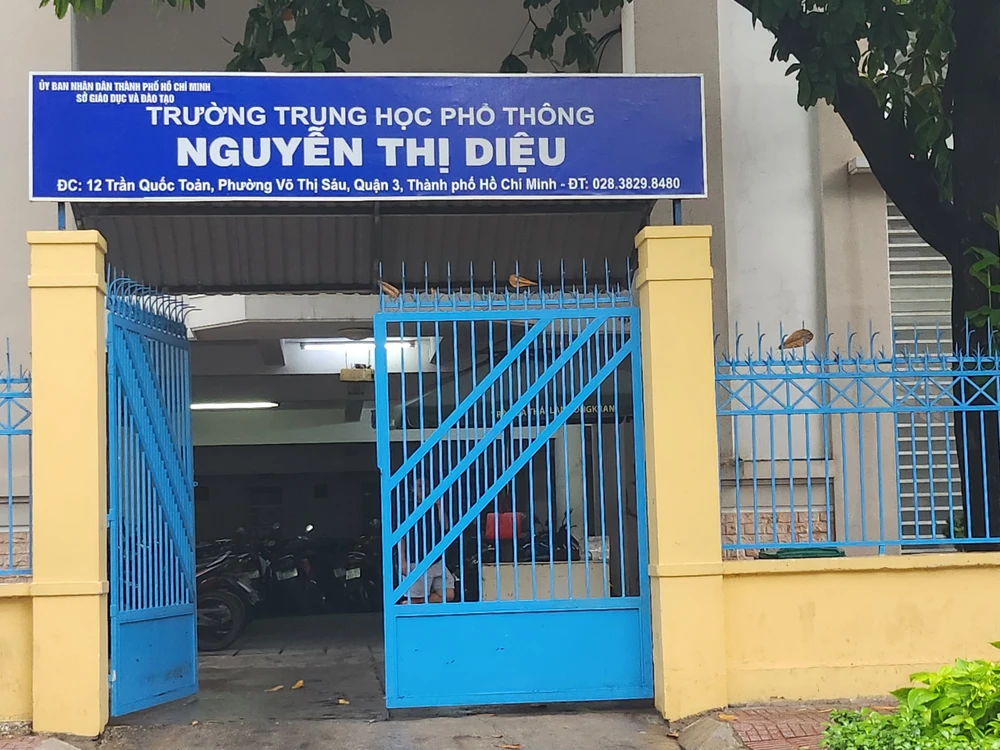 ỦY BAN NHÂN DÂN THÀNH PHỐ HỒ CHÍ MINH
SỞ GIÁO DỤC VÀ ĐÀO TẠO
TRƯỜNG TRUNG HỌC PHỔ THÔNG
NGUYỄN THỊ DIỆU
ĐC: 12 Trần Quốc Toản, Phường Võ Thị Sáu, Quận 3, Thành phố Hồ Chí Minh - ĐT: 028.3829.8480